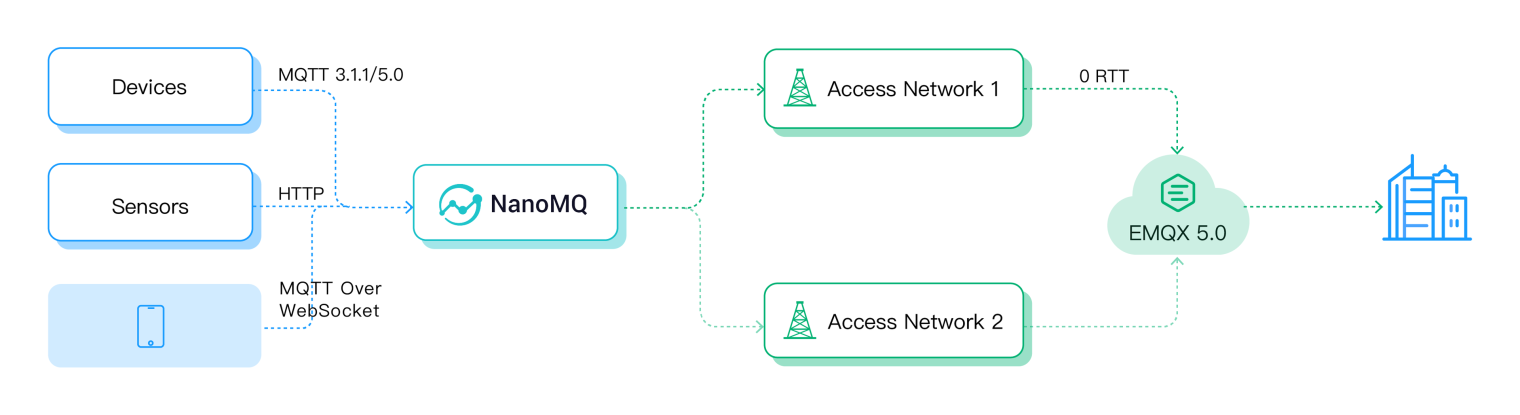 Devices
MQTT 3.1.1/5.0
Sensors
HTTP
MQTT Over
WebSocket
NanoMQ
Access Network 1
0 RTT
Access Network 2
EMQX 5.0